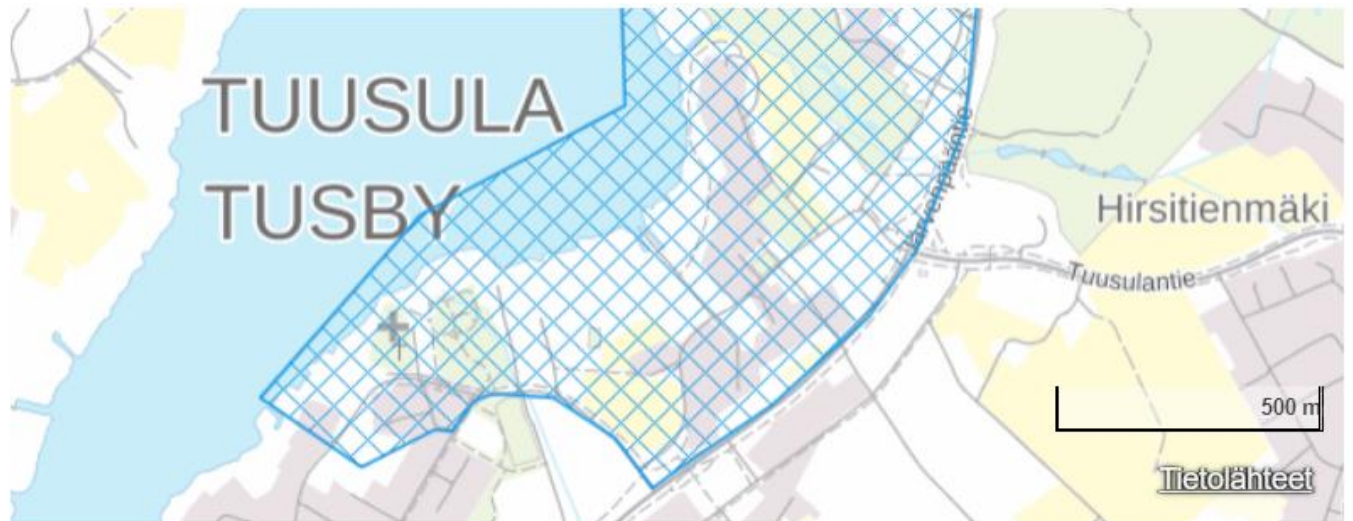 TUUSULA
TUSBY
Järvenpääntie
Hirsitienmäki
Tuusulantie
500 m
Tietolähteet